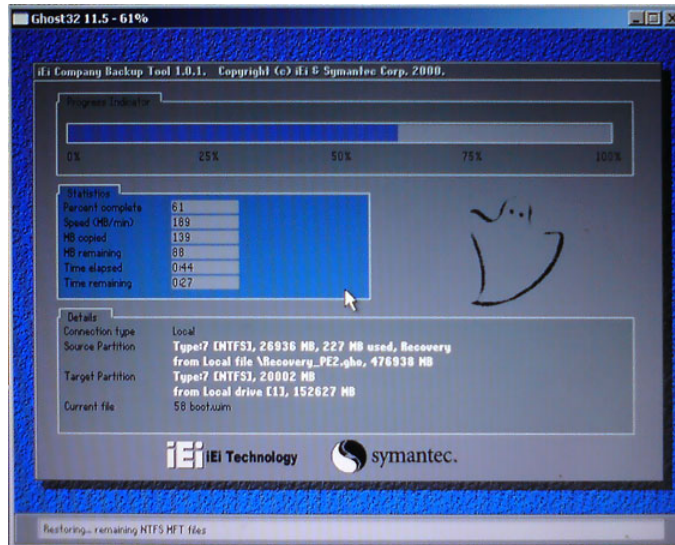 Ghost32 11.5 - 61%
iEi Company Backup Tool 1.0.1. Copyright (c) iEi & Symantec Corp. 2000.
Progress Indicator
0% 25% 50% 75% 100%
Statistics
Percent complete 61
Speed (MB/min) 189
MB copied 139
MB remaining 88
Time elapsed 0:44
Time remaining 0:27
Details
Connection type Local
Source Partition Type:7 [NTFS], 26936 MB, 227 MB used, Recovery
from Local file \Recovery_PE2.gho, 476938 MB
Target Partition Type:7 [NTFS], 20002 MB
from Local drive [1], 152627 MB
Current file 58 boot.wim
iEi iEi Technology symantec.
Restoring... remaining NTFS MFT files